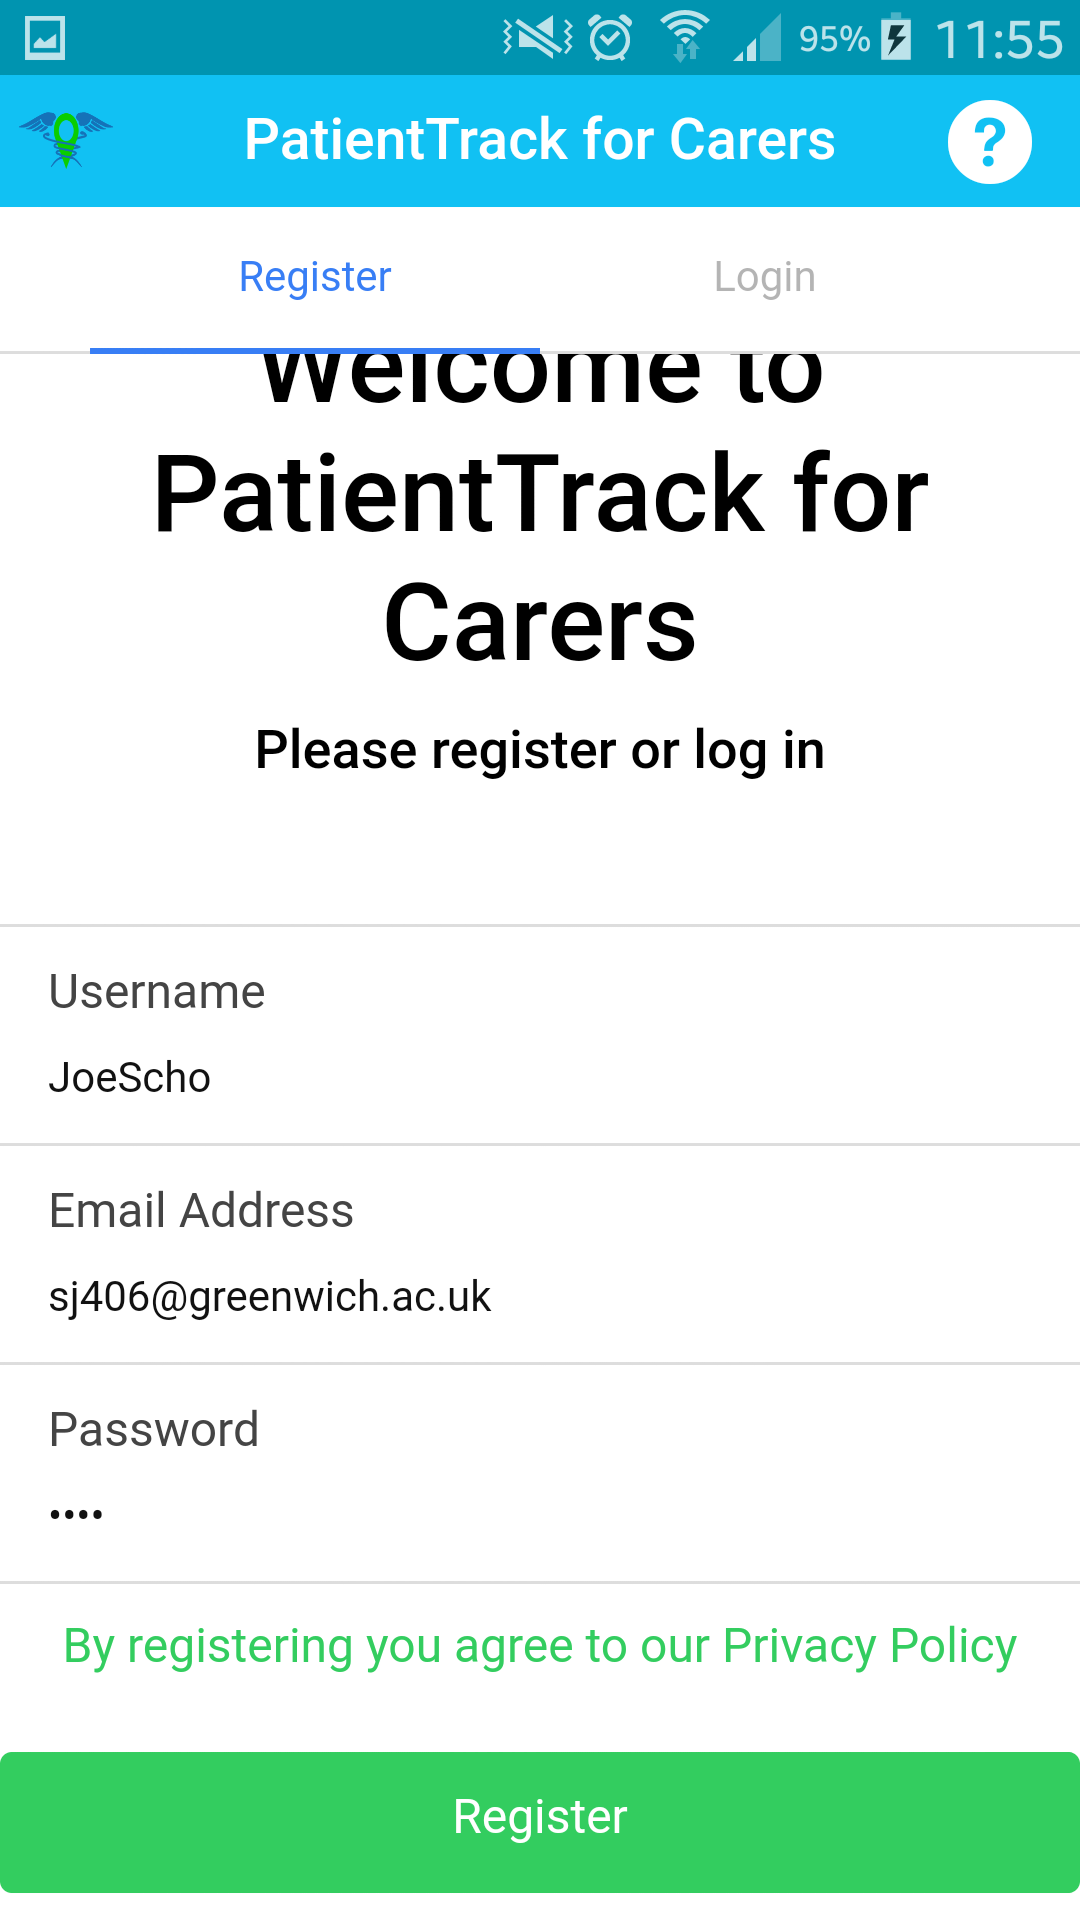 95% 11:55
PatientTrack for Carers ?
Register Login
Welcome to
PatientTrack for
Carers
Please register or log in
Username
JoeScho
Email Address
sj406@greenwich.ac.uk
Password
••••
By registering you agree to our Privacy Policy
Register